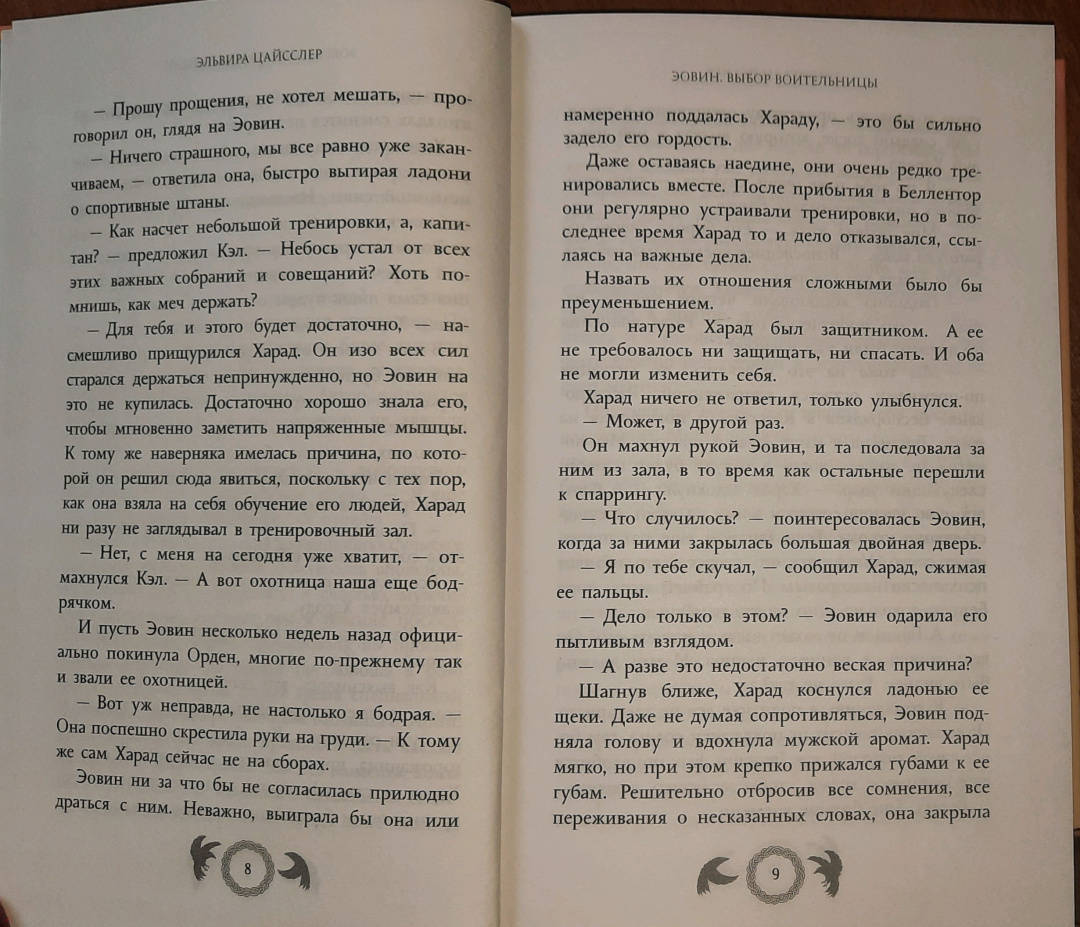 ЭЛЬВИРА ЦАЙССЛЕР
— Прошу прощения, не хотел мешать, — про-
говорил он, глядя на Эовин.
— Ничего страшного, мы все равно уже закан-
чиваем, — ответила она, быстро вытирая ладони
о спортивные штаны.
— Как насчет небольшой тренировки, а, капи-
тан? — предложил Кэл. — Небось устал от всех
этих важных собраний и совещаний? Хоть по-
мнишь, как меч держать?
— Для тебя и этого будет достаточно, — на-
смешливо прищурился Харад. Он изо всех сил
старался держаться непринужденно, но Эовин на
это не купилась. Достаточно хорошо знала его,
чтобы мгновенно заметить напряженные мышцы.
К тому же наверняка имелась причина, по кото-
рой он решил сюда явиться, поскольку с тех пор,
как она взяла на себя обучение его людей, Харад
ни разу не заглядывал в тренировочный зал.
— Нет, с меня на сегодня уже хватит, — от-
махнулся Кэл. — А вот охотница наша еще бод-
рячком.
И пусть Эовин несколько недель назад офици-
ально покинула Орден, многие по-прежнему так
и звали ее охотницей.
— Вот уж неправда, не настолько я бодрая. —
Она поспешно скрестила руки на груди. — К тому
же сам Харад сейчас не на сборах.
Эовин ни за что бы не согласилась прилюдно
драться с ним. Неважно, выиграла бы она или
8
ЭОВИН. ВЫБОР ВОИТЕЛЬНИЦЫ
намеренно поддалась Хараду, — это бы сильно
задело его гордость.
Даже оставаясь наедине, они очень редко тре-
нировались вместе. После прибытия в Беллентор
они регулярно устраивали тренировки, но в по-
следнее время Харад то и дело отказывался, ссы-
лаясь на важные дела.
Назвать их отношения сложными было бы
преуменьшением.
По натуре Харад был защитником. А ее
не требовалось ни защищать, ни спасать. И оба
не могли изменить себя.
Харад ничего не ответил, только улыбнулся.
— Может, в другой раз.
Он махнул рукой Эовин, и та последовала за
ним из зала, в то время как остальные перешли
к спаррингу.
— Что случилось? — поинтересовалась Эовин,
когда за ними закрылась большая двойная дверь.
— Я по тебе скучал, — сообщил Харад, сжимая
ее пальцы.
— Дело только в этом? — Эовин одарила его
пытливым взглядом.
— А разве это недостаточно веская причина?
Шагнув ближе, Харад коснулся ладонью ее
щеки. Даже не думая сопротивляться, Эовин под-
няла голову и вдохнула мужской аромат. Харад
мягко, но при этом крепко прижался губами к ее
губам. Решительно отбросив все сомнения, все
переживания о несказанных словах, она закрыла
9